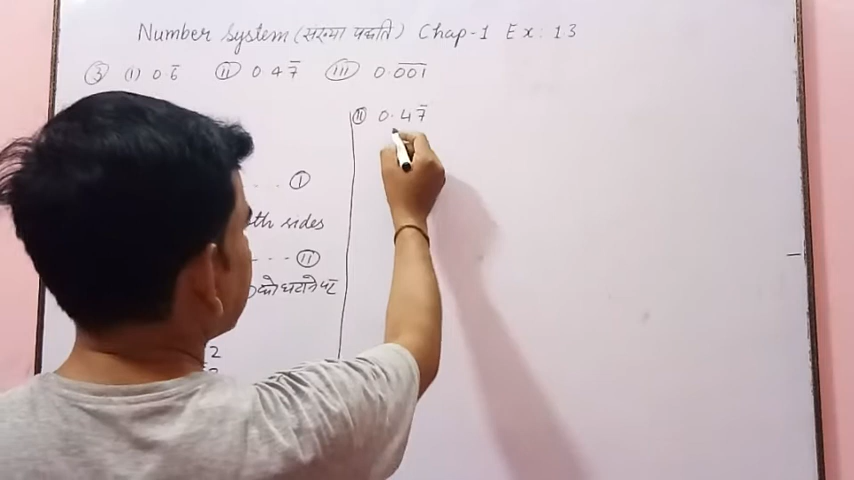 Number System (संख्या पद्धति) Chap-1 Ex: 1.3
③ (i) 0.6̅ (ii) 0.47̅ (iii) 0.0̅0̅1̅
(ii) 0.47̅
.... (i)
th sides
---- (ii)
को घटाने पर
2